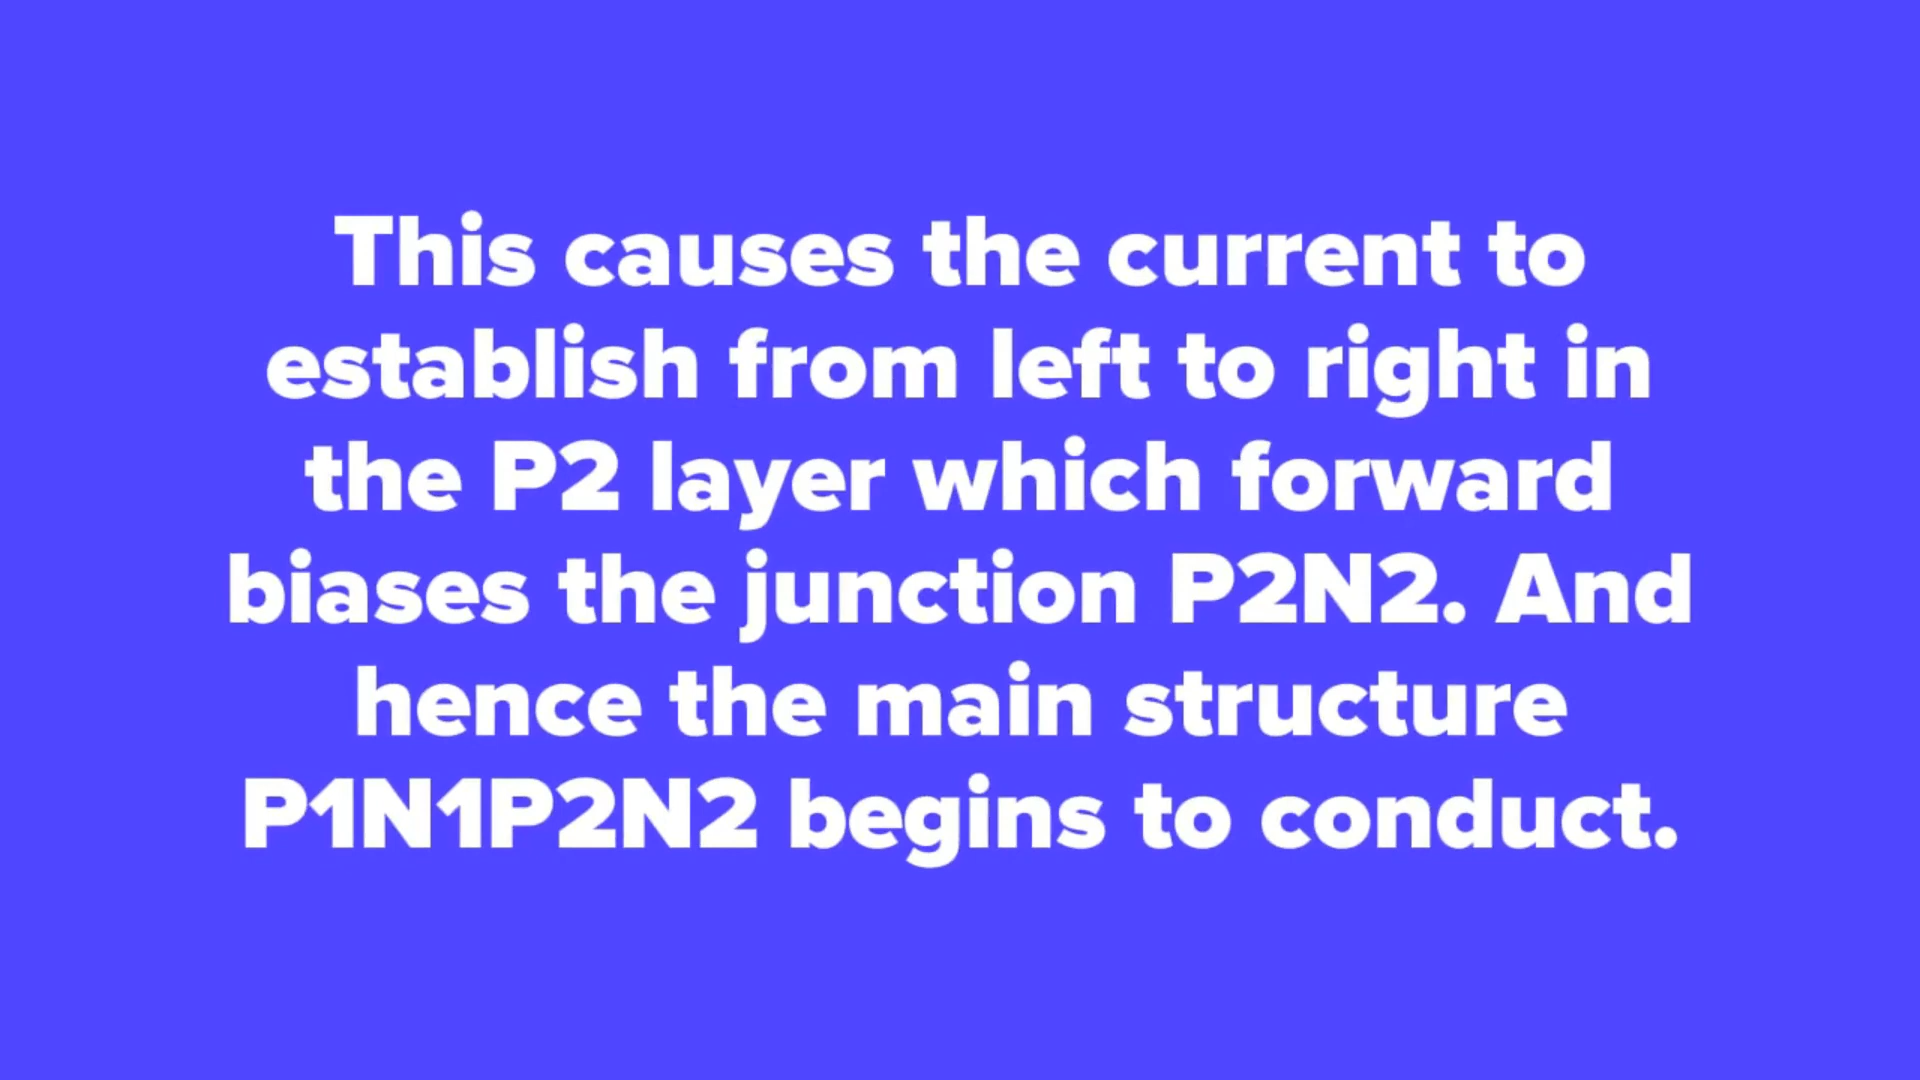 This causes the current to
establish from left to right in
the P2 layer which forward
biases the junction P2N2. And
hence the main structure
P1N1P2N2 begins to conduct.